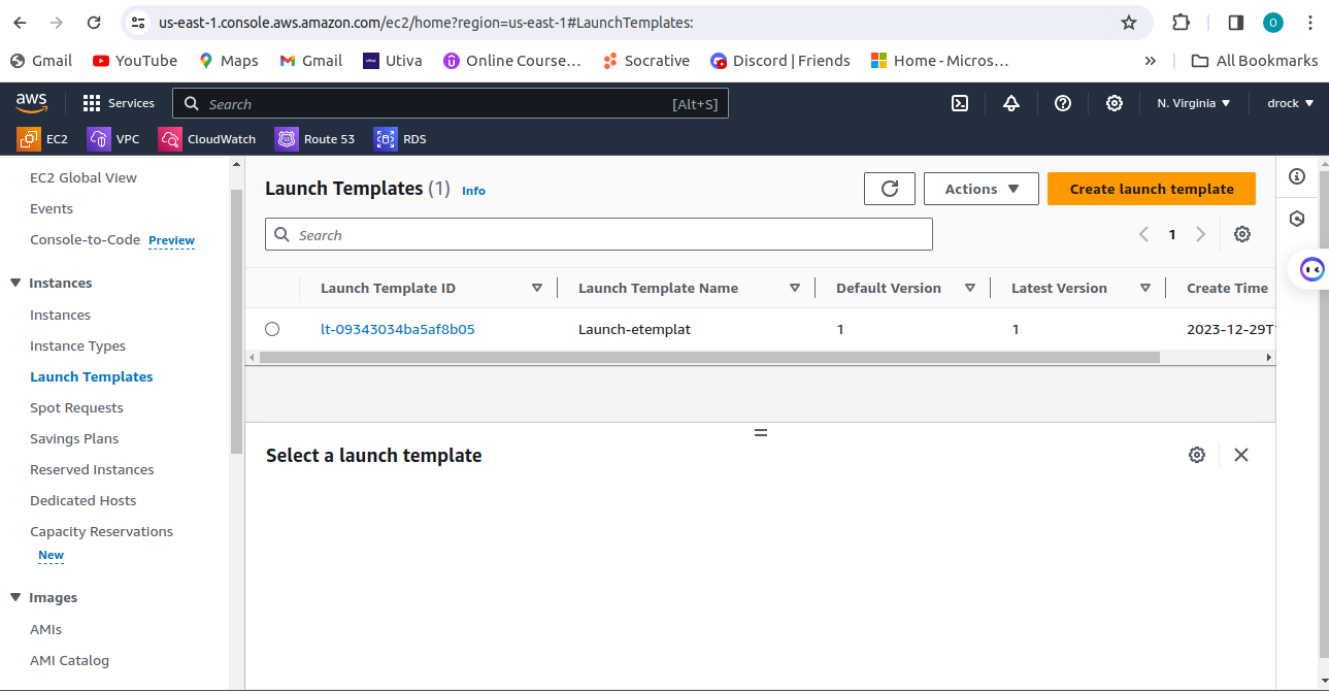 us-east-1.console.aws.amazon.com/ec2/home?region=us-east-1#LaunchTemplates:
O
Gmail YouTube Maps Gmail Utiva Online Course... Socrative Discord | Friends Home - Micros... » All Bookmarks
aws Services Search [Alt+S] N. Virginia drock
EC2 VPC CloudWatch Route 53 RDS
EC2 Global View
Events
Console-to-Code Preview
Instances
Instances
Instance Types
Launch Templates
Spot Requests
Savings Plans
Reserved Instances
Dedicated Hosts
Capacity Reservations
New
Images
AMIs
AMI Catalog
Launch Templates (1) Info
Actions
Create launch template
Search
1
Launch Template ID Launch Template Name Default Version Latest Version Create Time
lt-09343034ba5af8b05 Launch-etemplat 1 1 2023-12-29T
Select a launch template